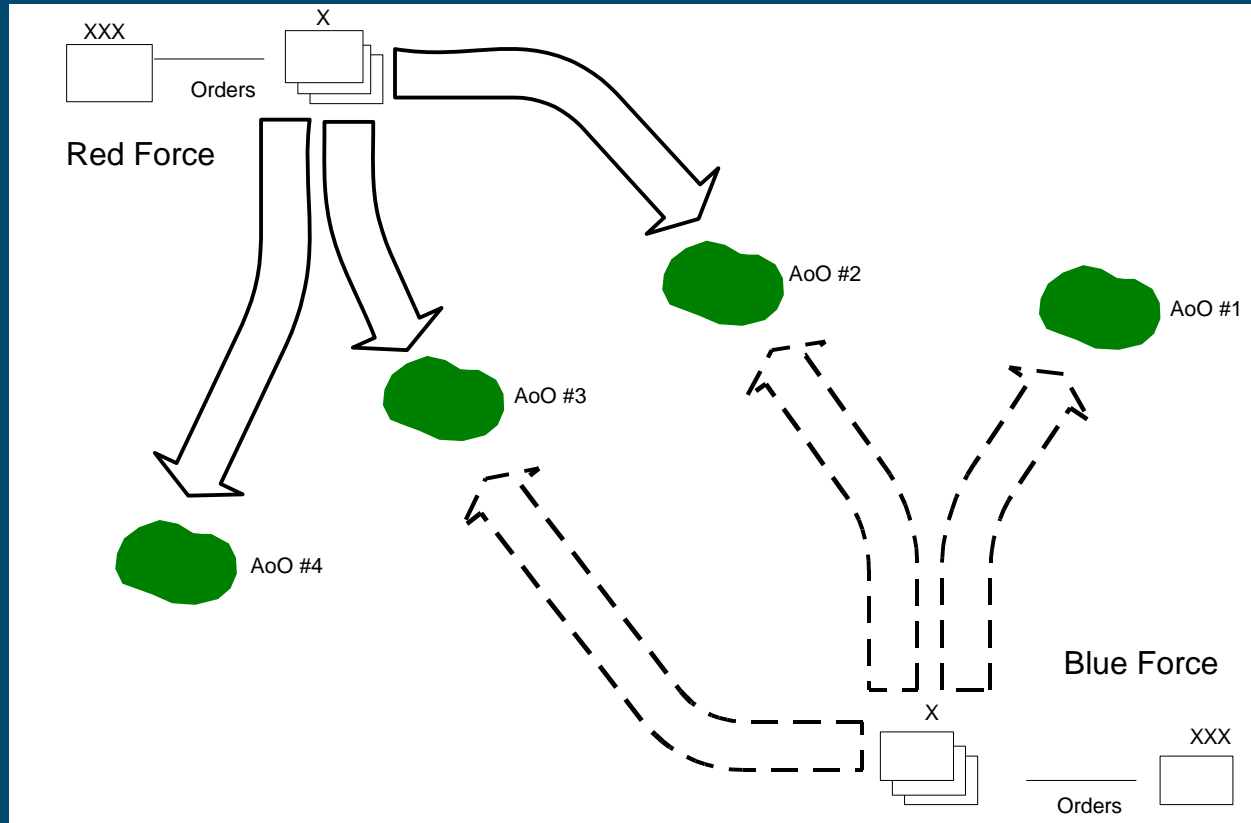 XXX
X
Orders
Red Force
AoO #2
AoO #1
AoO #3
AoO #4
Blue Force
X
XXX
Orders